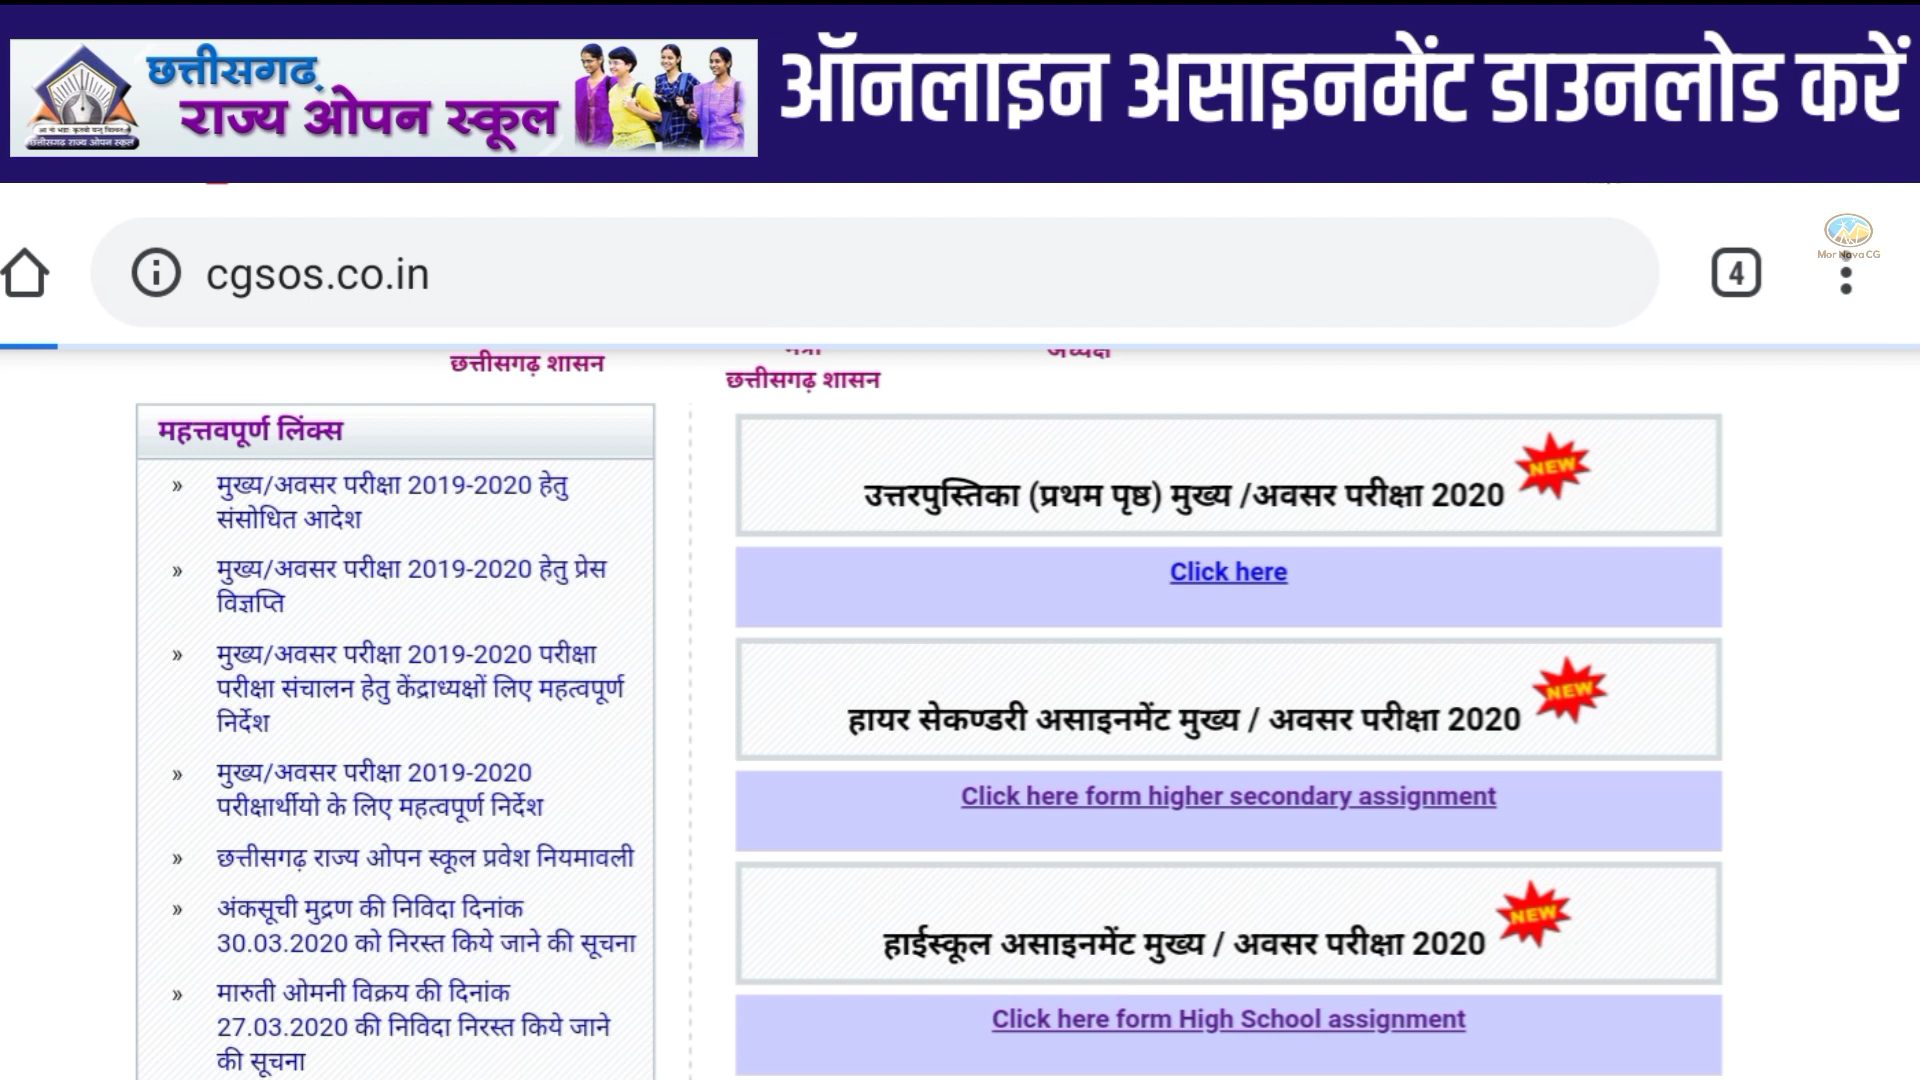 छत्तीसगढ़
राज्य ओपन स्कूल
छत्तीसगढ़ राज्य ओपन स्कूल
ऑनलाइन असाइनमेंट डाउनलोड करें
cgsos.co.in
4
Mor Nava CG
छत्तीसगढ़ शासन
मंत्री
छत्तीसगढ़ शासन
अध्यक्ष
महत्तवपूर्ण लिंक्स
» मुख्य/अवसर परीक्षा 2019-2020 हेतु
संसोधित आदेश
» मुख्य/अवसर परीक्षा 2019-2020 हेतु प्रेस
विज्ञप्ति
» मुख्य/अवसर परीक्षा 2019-2020 परीक्षा
परीक्षा संचालन हेतु केंद्राध्यक्षों लिए महत्वपूर्ण
निर्देश
» मुख्य/अवसर परीक्षा 2019-2020
परीक्षार्थीयो के लिए महत्वपूर्ण निर्देश
» छत्तीसगढ़ राज्य ओपन स्कूल प्रवेश नियमावली
» अंकसूची मुद्रण की निविदा दिनांक
30.03.2020 को निरस्त किये जाने की सूचना
» मारुती ओमनी विक्रय की दिनांक
27.03.2020 की निविदा निरस्त किये जाने
की सूचना
उत्तरपुस्तिका (प्रथम पृष्ठ) मुख्य /अवसर परीक्षा 2020 NEW
Click here
हायर सेकण्डरी असाइनमेंट मुख्य / अवसर परीक्षा 2020 NEW
Click here form higher secondary assignment
हाईस्कूल असाइनमेंट मुख्य / अवसर परीक्षा 2020 NEW
Click here form High School assignment